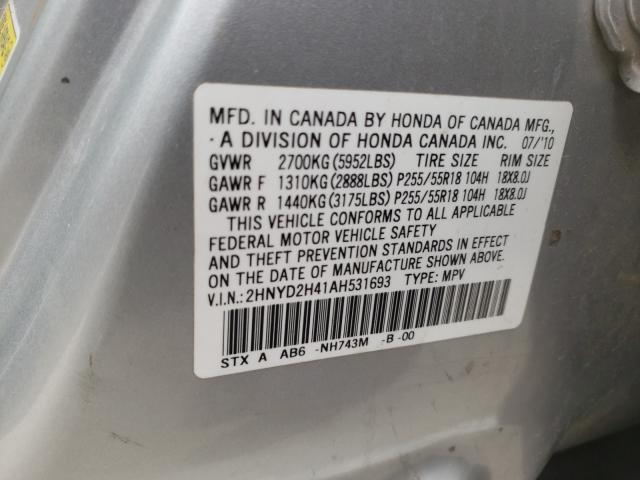 MFD. IN CANADA BY HONDA OF CANADA MFG.,
- A DIVISION OF HONDA CANADA INC. 07/'10
GVWR 2700KG(5952LBS) TIRE SIZE RIM SIZE
GAWR F 1310KG(2888LBS) P255/55R18 104H 18X8.0J
GAWR R 1440KG(3175LBS) P255/55R18 104H 18X8.0J
THIS VEHICLE CONFORMS TO ALL APPLICABLE
FEDERAL MOTOR VEHICLE SAFETY
AND THEFT PREVENTION STANDARDS IN EFFECT
ON THE DATE OF MANUFACTURE SHOWN ABOVE.
V.I.N.: 2HNYD2H41AH531693 TYPE: MPV
STX A AB6 -NH743M -B -00